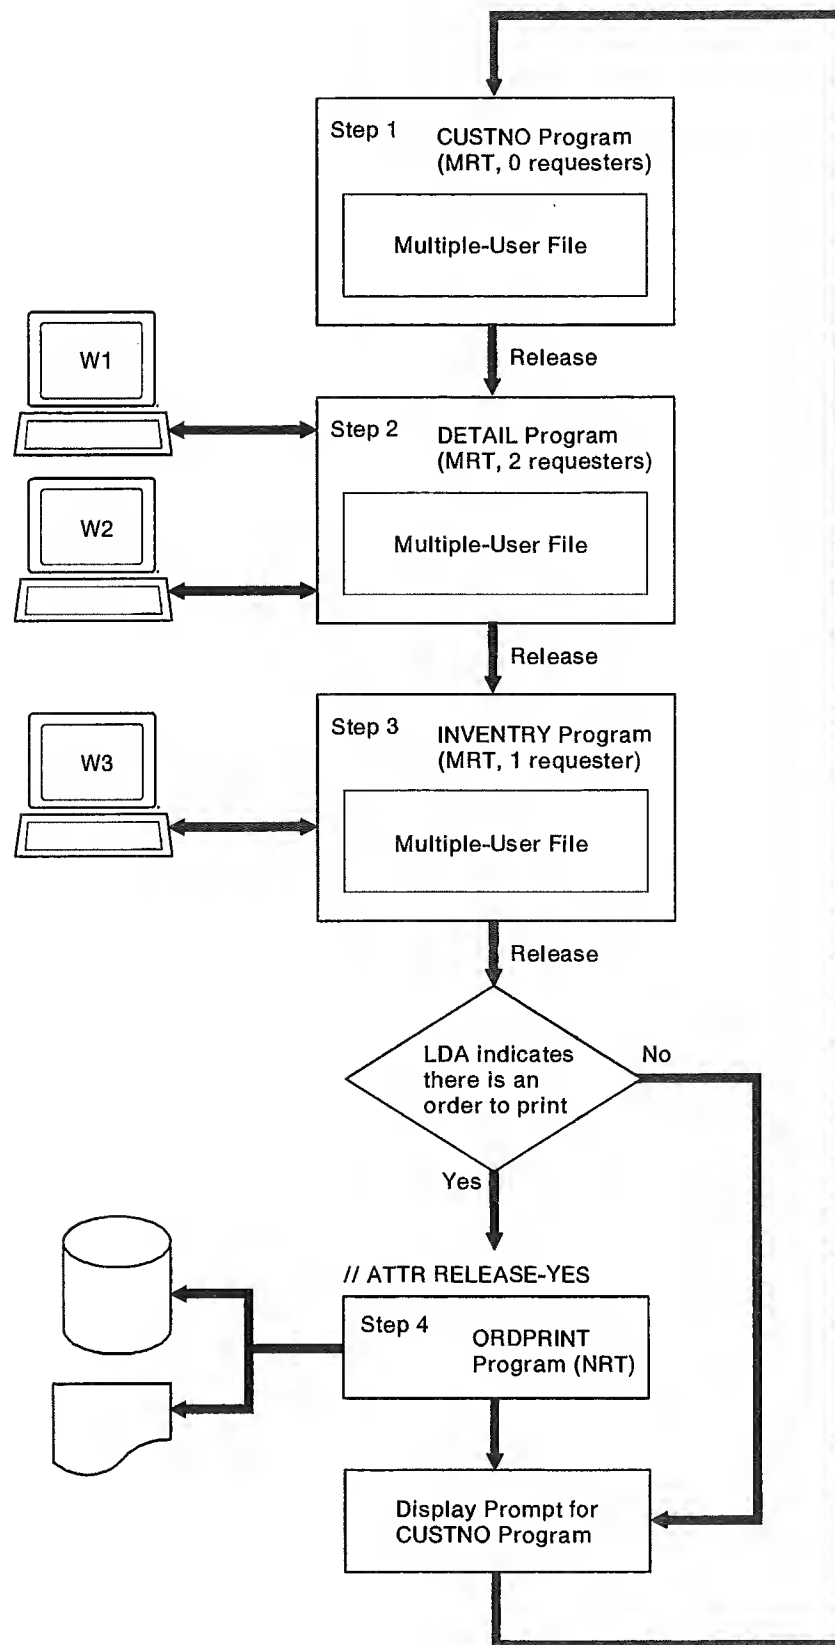 Step 1
CUSTNO Program
(MRT, 0 requesters)
Multiple-User File
Release
W1
Step 2
DETAIL Program
(MRT, 2 requesters)
W2
Multiple-User File
Release
Step 3
INVENTRY Program
(MRT, 1 requester)
W3
Multiple-User File
Release
LDA indicates
there is an
order to print
No
Yes
// ATTR RELEASE-YES
Step 4
ORDPRINT
Program (NRT)
Display Prompt for
CUSTNO Program